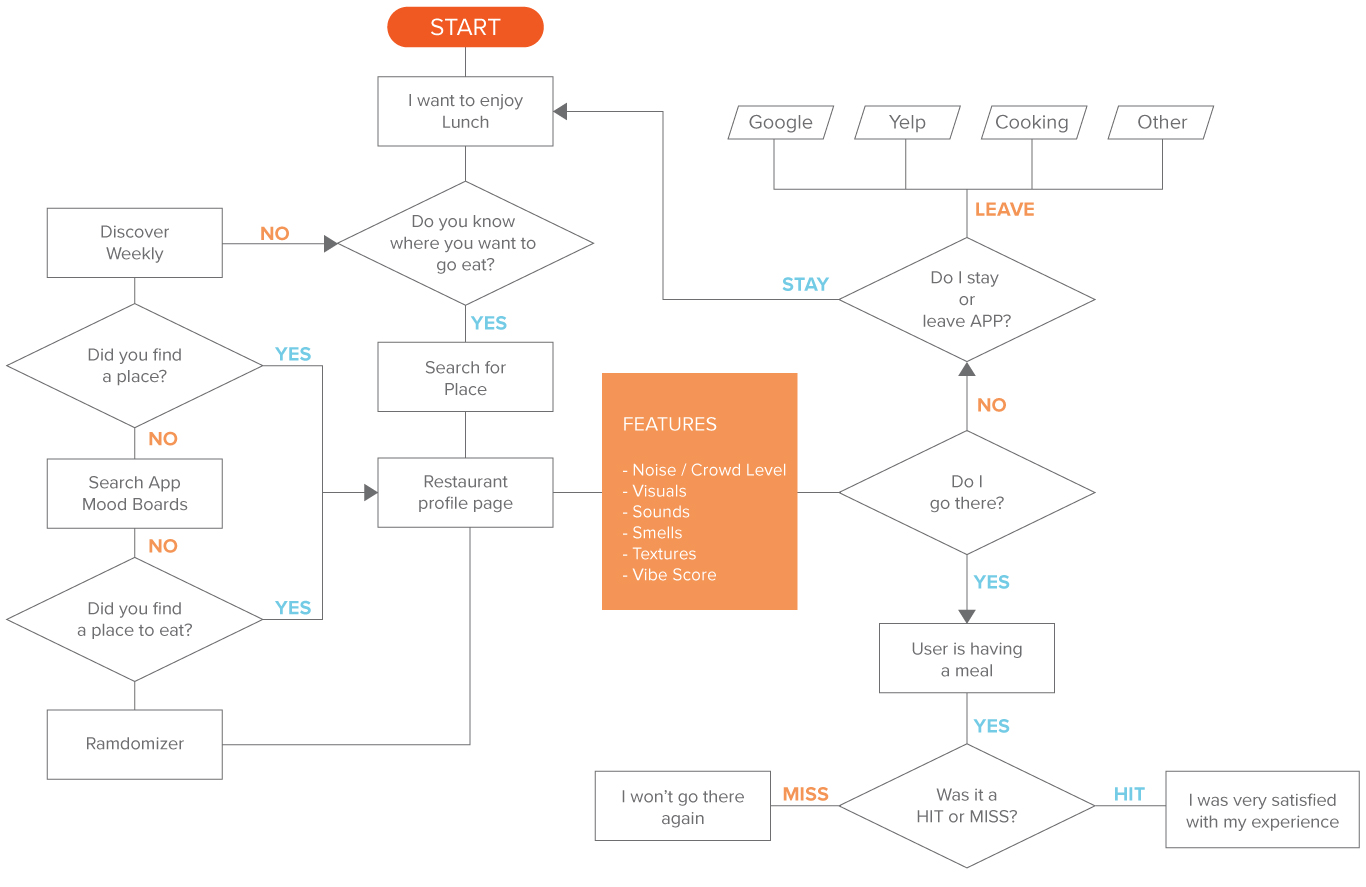 START
I want to enjoy
Lunch
Google
Yelp
Cooking
Other
LEAVE
Discover
Weekly
NO
Do you know
where you want to
go eat?
STAY
Do I stay
or
leave APP?
YES
Did you find
a place?
YES
Search for
Place
NO
NO
Search App
Mood Boards
Restaurant
profile page
FEATURES
- Noise / Crowd Level
- Visuals
- Sounds
- Smells
- Textures
- Vibe Score
Do I
go there?
NO
YES
Did you find
a place to eat?
YES
User is having
a meal
YES
Ramdomizer
I won't go there
again
MISS
Was it a
HIT or MISS?
HIT
I was very satisfied
with my experience